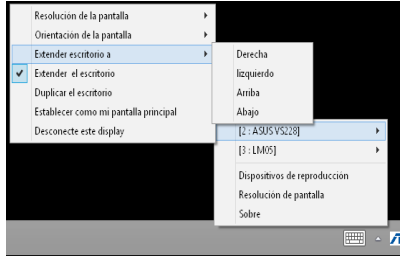 Resolución de la pantalla
Orientación de la pantalla
Extender escritorio a
Extender el escritorio
Duplicar el escritorio
Establecer como mi pantalla principal
Desconecte este display
Derecha
Izquierdo
Arriba
Abajo
[2 : ASUS VS228]
[3 : LM05]
Dispositivos de reproducción
Resolución de pantalla
Sobre